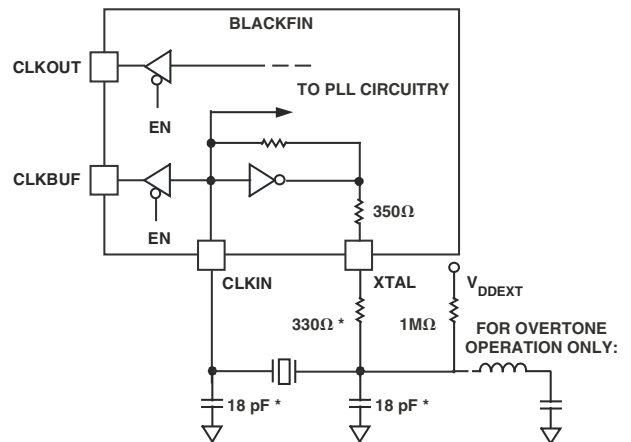 BLACKFIN
CLKOUT
TO PLL CIRCUITRY
EN
CLKBUF
350Ω
EN
CLKIN
XTAL
VDDEXT
330Ω *
1MΩ
FOR OVERTONE
OPERATION ONLY:
18 pF *
18 pF *